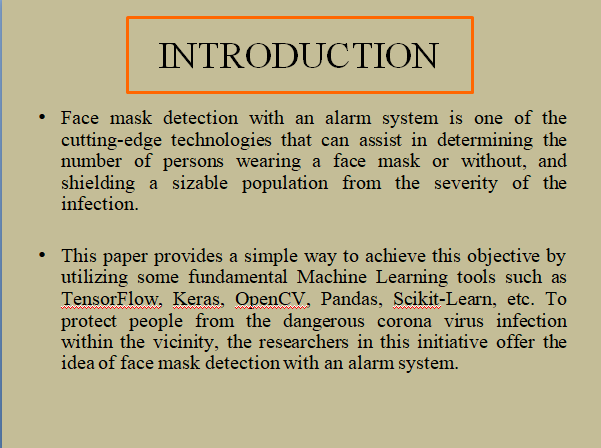 INTRODUCTION
• Face mask detection with an alarm system is one of the
cutting-edge technologies that can assist in determining the
number of persons wearing a face mask or without, and
shielding a sizable population from the severity of the
infection.
• This paper provides a simple way to achieve this objective by
utilizing some fundamental Machine Learning tools such as
TensorFlow, Keras, OpenCV, Pandas, Scikit-Learn, etc. To
protect people from the dangerous corona virus infection
within the vicinity, the researchers in this initiative offer the
idea of face mask detection with an alarm system.